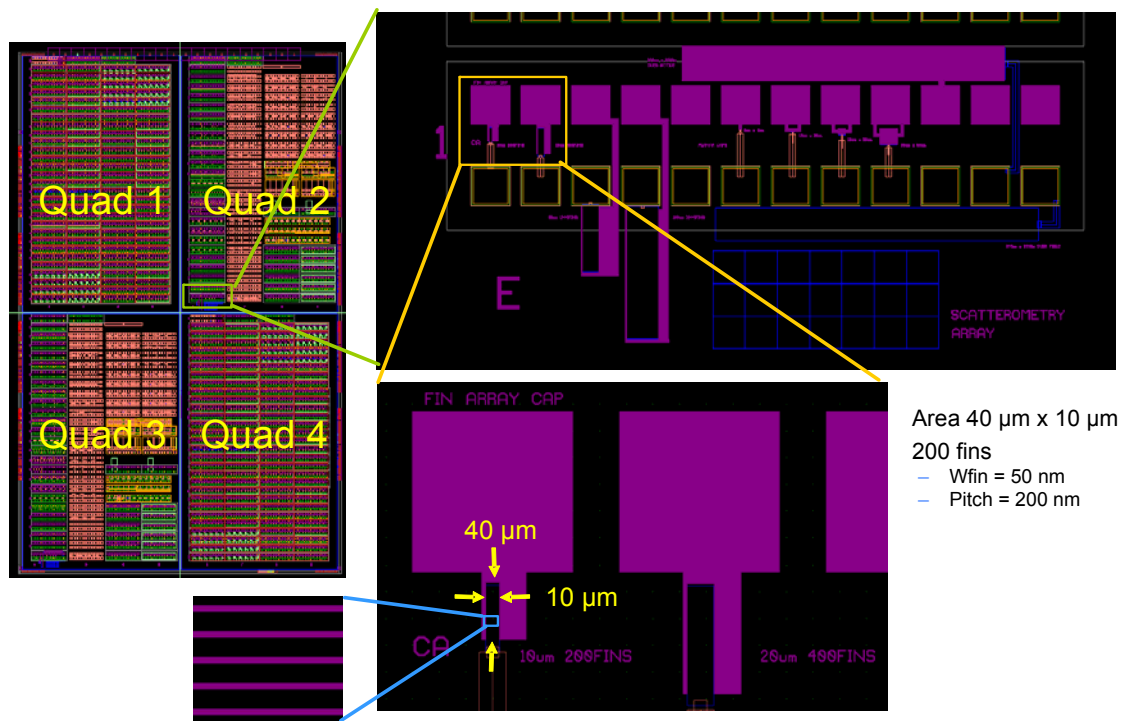 Quad 1
Quad 2
Quad 3
Quad 4
1
CA
E
SCATTEROMETRY
ARRAY
FIN ARRAY CAP
40 µm
10 µm
CA
10um 200FINS
20um 400FINS
Area 40 µm x 10 µm
200 fins
– Wfin = 50 nm
– Pitch = 200 nm